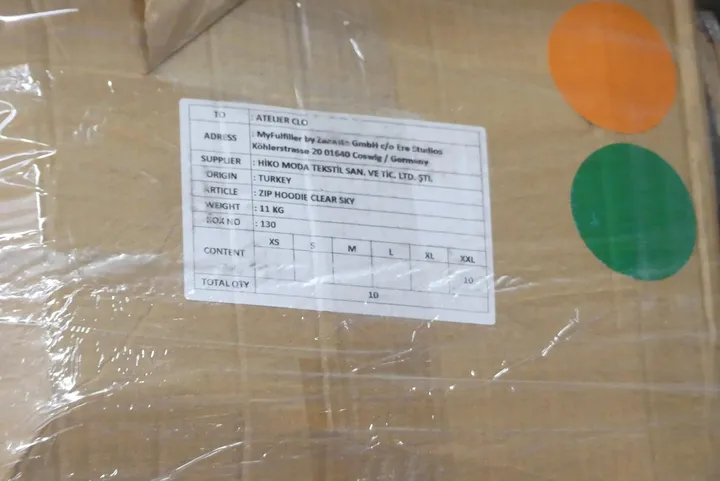 TO : ATELIER CLO
ADRESS : MyFulfiller by GmbH c/o Era Studios
Köhlerstrasse 20 01640 Coswig / Germany
SUPPLIER : HİKO MODA TEKSTİL SAN. VE TİC. LTD. ŞTİ.
ORIGIN : TURKEY
ARTICLE : ZIP HOODIE CLEAR SKY
WEIGHT : 11 KG
BOX NO : 130
CONTENT XS S M L XL XXL
10
TOTAL QTY 10